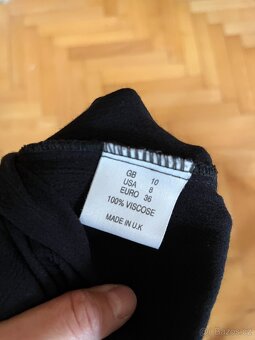 GB 10
USA 8
EURO 36
100% VISCOSE
MADE IN U.K